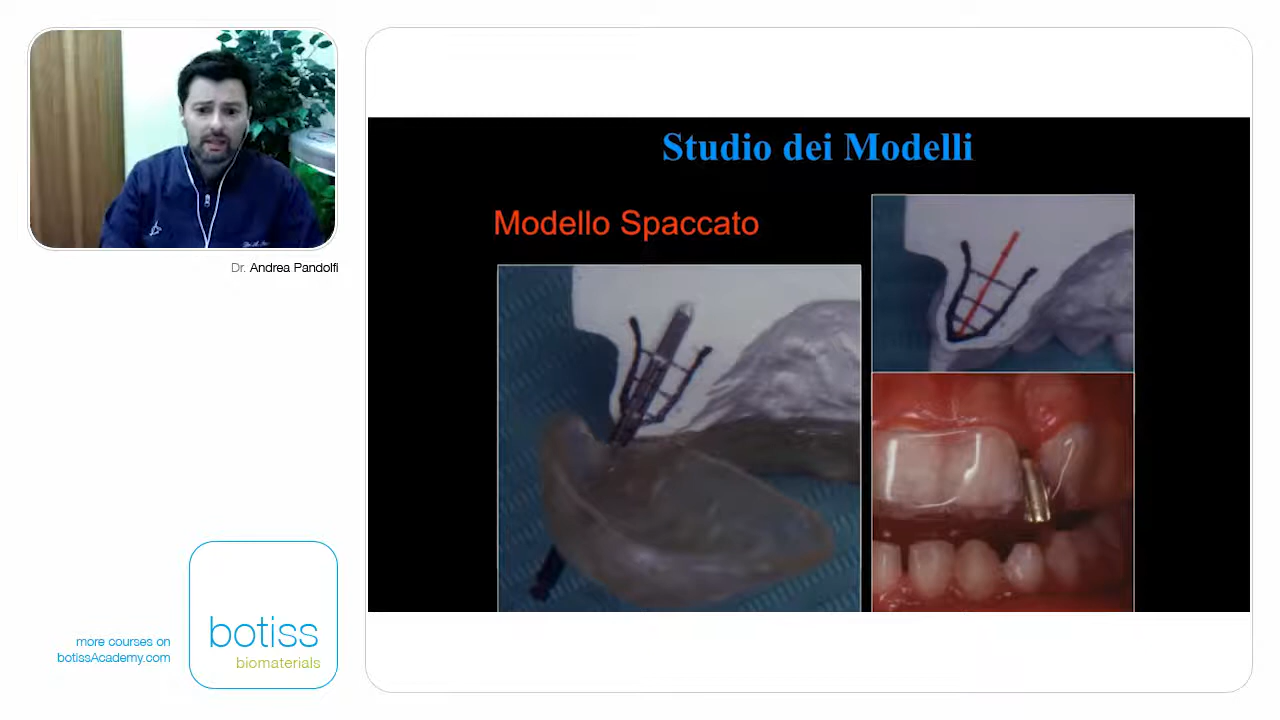 Dr. Andrea Pandolfi
Studio dei Modelli
Modello Spaccato
more courses on
botissAcademy.com
botiss
biomaterials